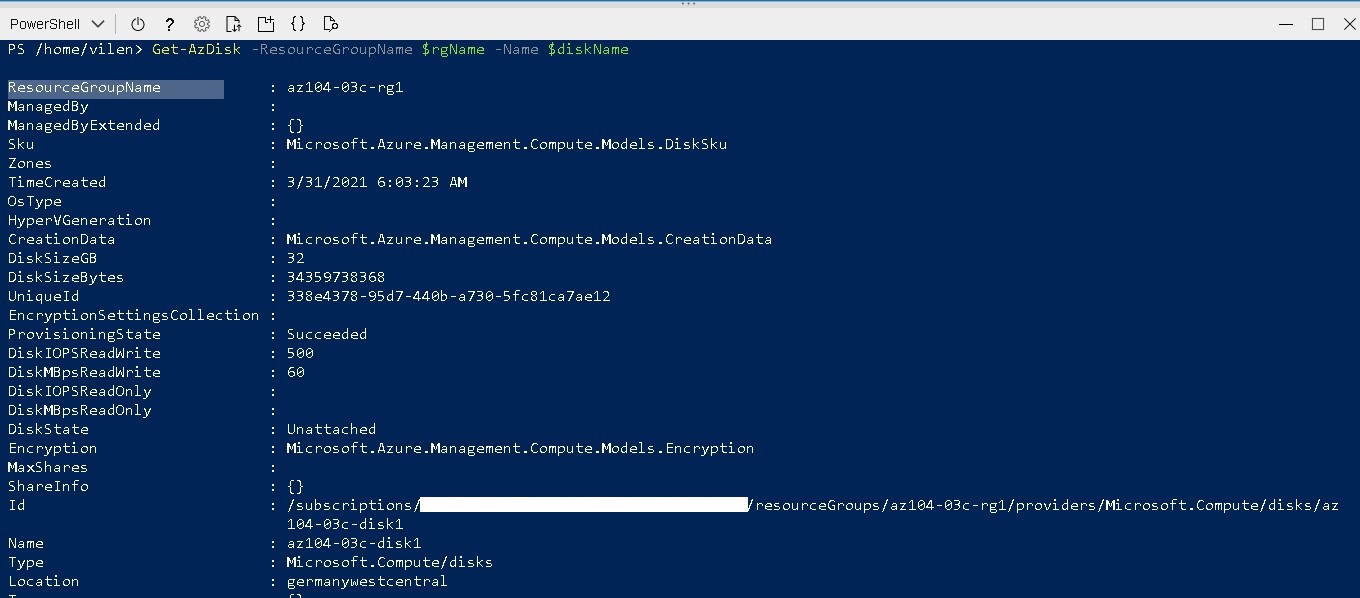 PowerShell
PS /home/vilen> Get-AzDisk -ResourceGroupName $rgName -Name $diskName
ResourceGroupName : az104-03c-rg1
ManagedBy :
ManagedByExtended : {}
Sku : Microsoft.Azure.Management.Compute.Models.DiskSku
Zones :
TimeCreated : 3/31/2021 6:03:23 AM
OsType :
HyperVGeneration :
CreationData : Microsoft.Azure.Management.Compute.Models.CreationData
DiskSizeGB : 32
DiskSizeBytes : 34359738368
UniqueId : 338e4378-95d7-440b-a730-5fc81ca7ae12
EncryptionSettingsCollection :
ProvisioningState : Succeeded
DiskIOPSReadWrite : 500
DiskMBpsReadWrite : 60
DiskIOPSReadOnly :
DiskMBpsReadOnly :
DiskState : Unattached
Encryption : Microsoft.Azure.Management.Compute.Models.Encryption
MaxShares :
ShareInfo : {}
Id : /subscriptions/ /resourceGroups/az104-03c-rg1/providers/Microsoft.Compute/disks/az
104-03c-disk1
Name : az104-03c-disk1
Type : Microsoft.Compute/disks
Location : germanywestcentral